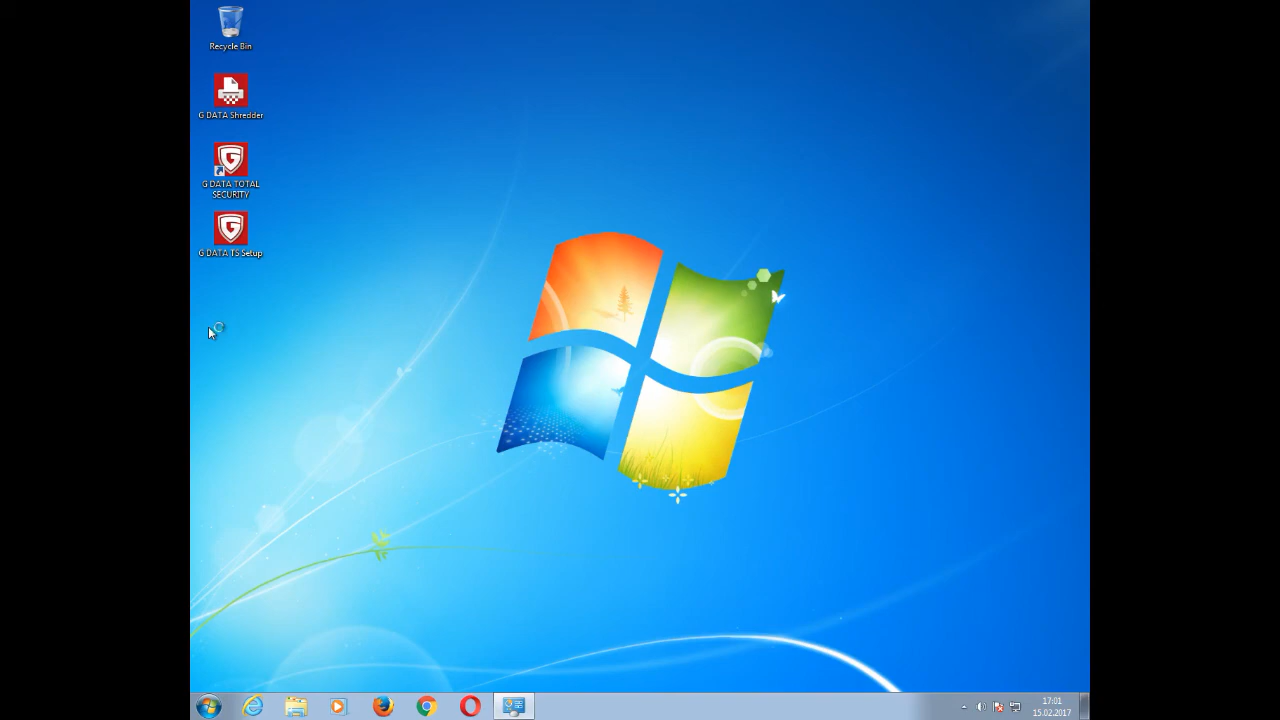 Recycle Bin
G DATA Shredder
G DATA TOTAL
SECURITY
G DATA TS Setup
17:01
15.02.2017